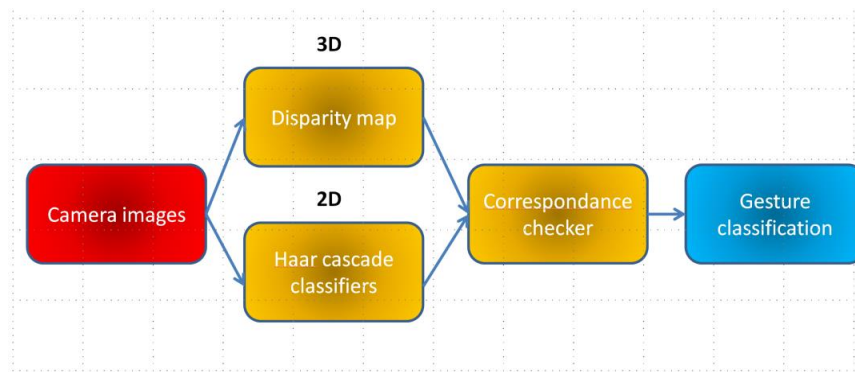 3D
Disparity map
Camera images
2D
Haar cascade
classifiers
Correspondance
checker
Gesture
classification